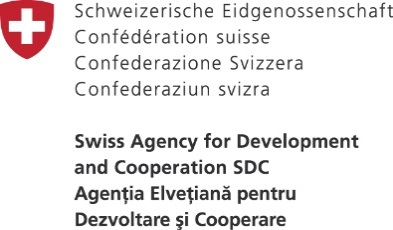 Schweizerische Eidgenossenschaft
Confédération suisse
Confederazione Svizzera
Confederaziun svizra
Swiss Agency for Development
and Cooperation SDC
Agenția Elvețiană pentru
Dezvoltare şi Cooperare